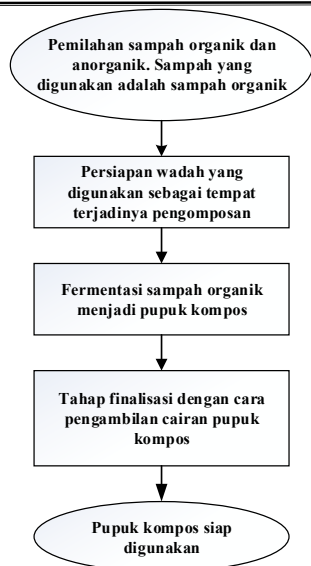 Pemilahan sampah organik dan
anorganik. Sampah yang
digunakan adalah sampah organik
Persiapan wadah yang
digunakan sebagai tempat
terjadinya pengomposan
Fermentasi sampah organik
menjadi pupuk kompos
Tahap finalisasi dengan cara
pengambilan cairan pupuk
kompos
Pupuk kompos siap
digunakan